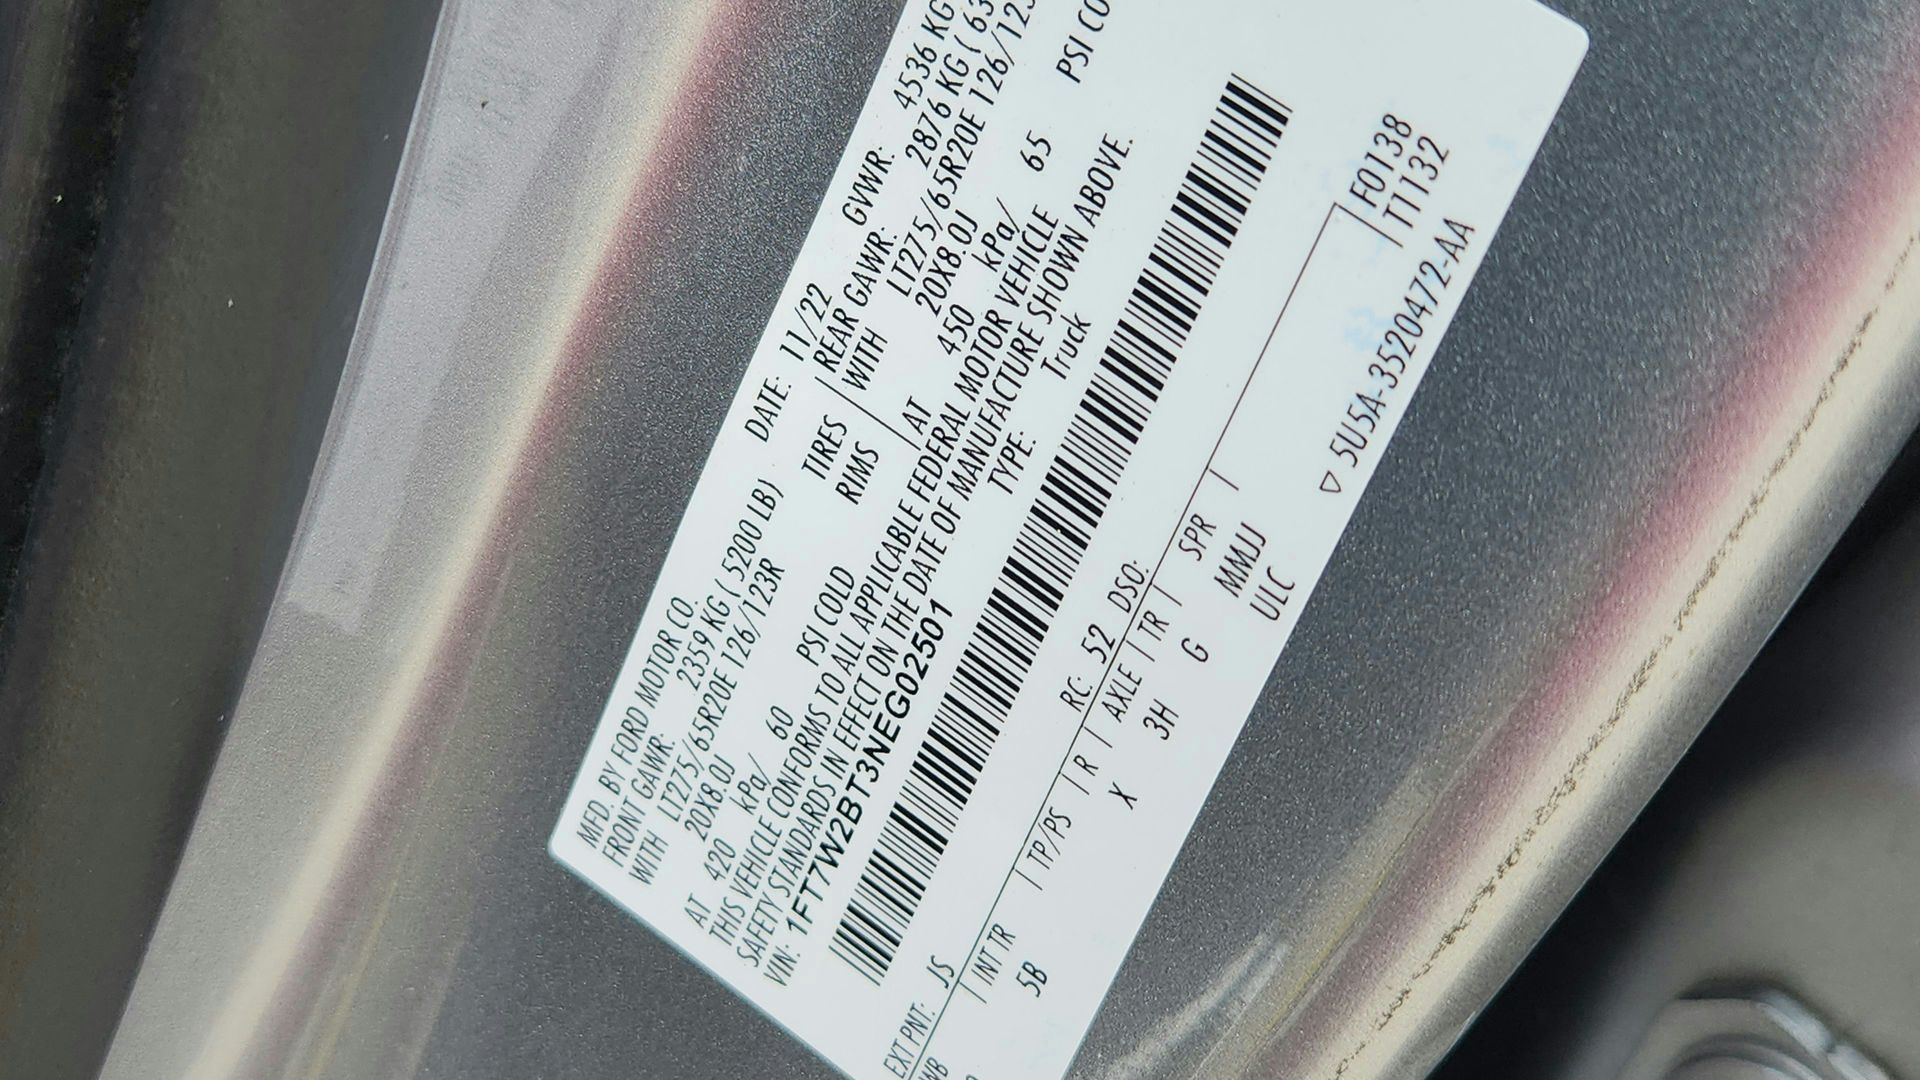 MFD. BY FORD MOTOR CO.
DATE: 11/22
GVWR: 4536 KG
FRONT GAWR: 2359 KG ( 5200 LB)
REAR GAWR: 2876 KG ( 63
WITH LT275/65R20E 126/123R TIRES
WITH LT275/65R20E 126/123
20X8.0J RIMS
20X8.0J
AT 420 kPa/ 60 PSI COLD
AT 450 kPa/ 65 PSI CO
THIS VEHICLE CONFORMS TO ALL APPLICABLE FEDERAL MOTOR VEHICLE
SAFETY STANDARDS IN EFFECT ON THE DATE OF MANUFACTURE SHOWN ABOVE.
VIN: 1FT7W2BT3NEG02501
TYPE: Truck
EXT PNT: JS RC: 52 DSO:
WB | INT TR | TP/PS | R | AXLE | TR | SPR | F0138
5B X 3H G MMJJ / T1132
ULC
▽ 5U5A-3520472-AA